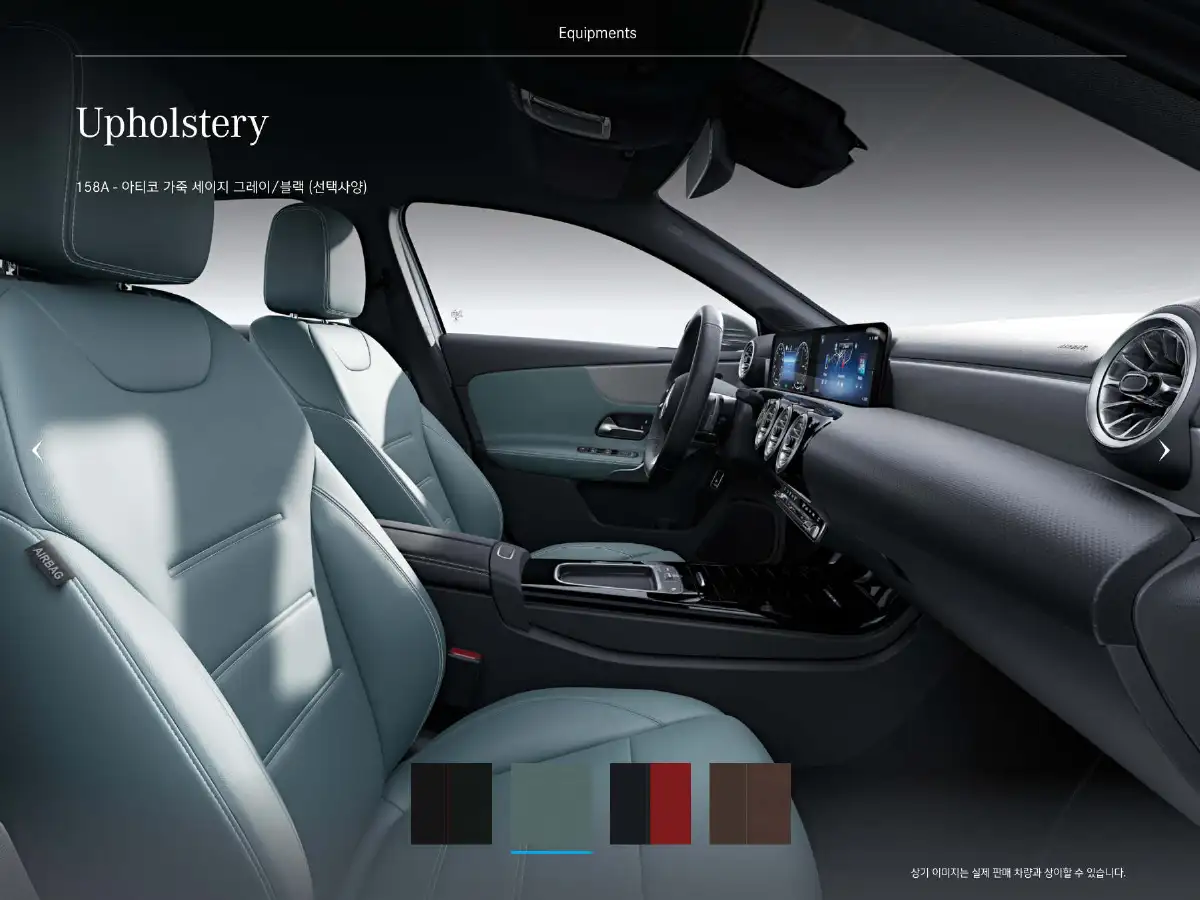 Equipments
Upholstery
158A - 아티코 가죽 세이지 그레이/블랙 (선택사양)
AIRBAG
상기 이미지는 실제 판매 차량과 상이할 수 있습니다.